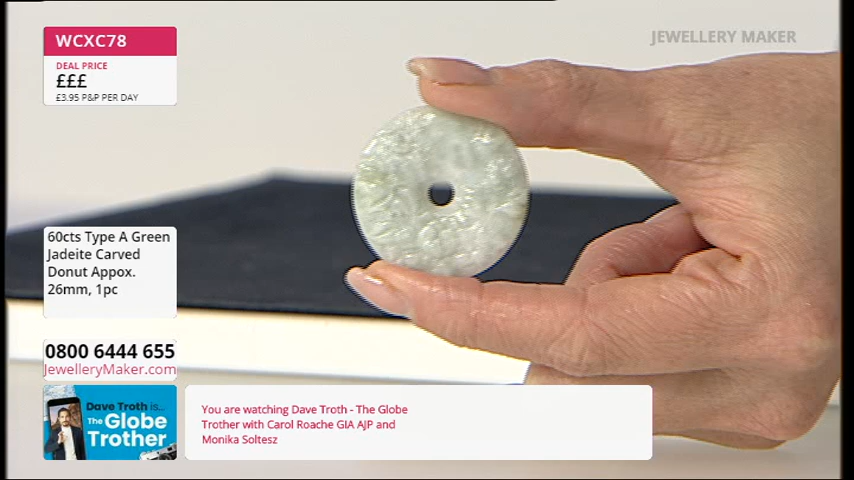 WCXC78
DEAL PRICE
£££
£3.95 P&P PER DAY
JEWELLERY MAKER
60cts Type A Green
Jadeite Carved
Donut Appox.
26mm, 1pc
0800 6444 655
JewelleryMaker.com
Dave Troth is..
The Globe
Trother
You are watching Dave Troth - The Globe
Trother with Carol Roache GIA AJP and
Monika Soltesz